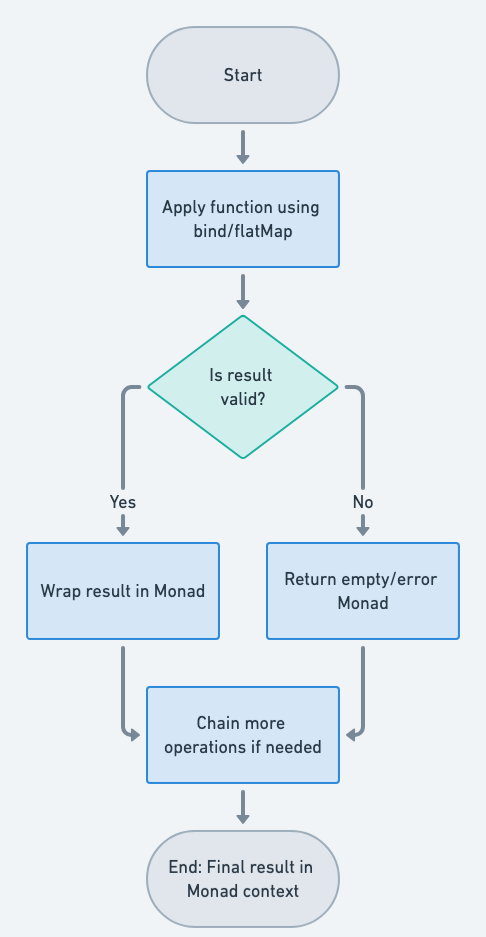 Start
Apply function using
bind/flatMap
Is result
valid?
Yes
No
Wrap result in Monad
Return empty/error
Monad
Chain more
operations if needed
End: Final result in
Monad context